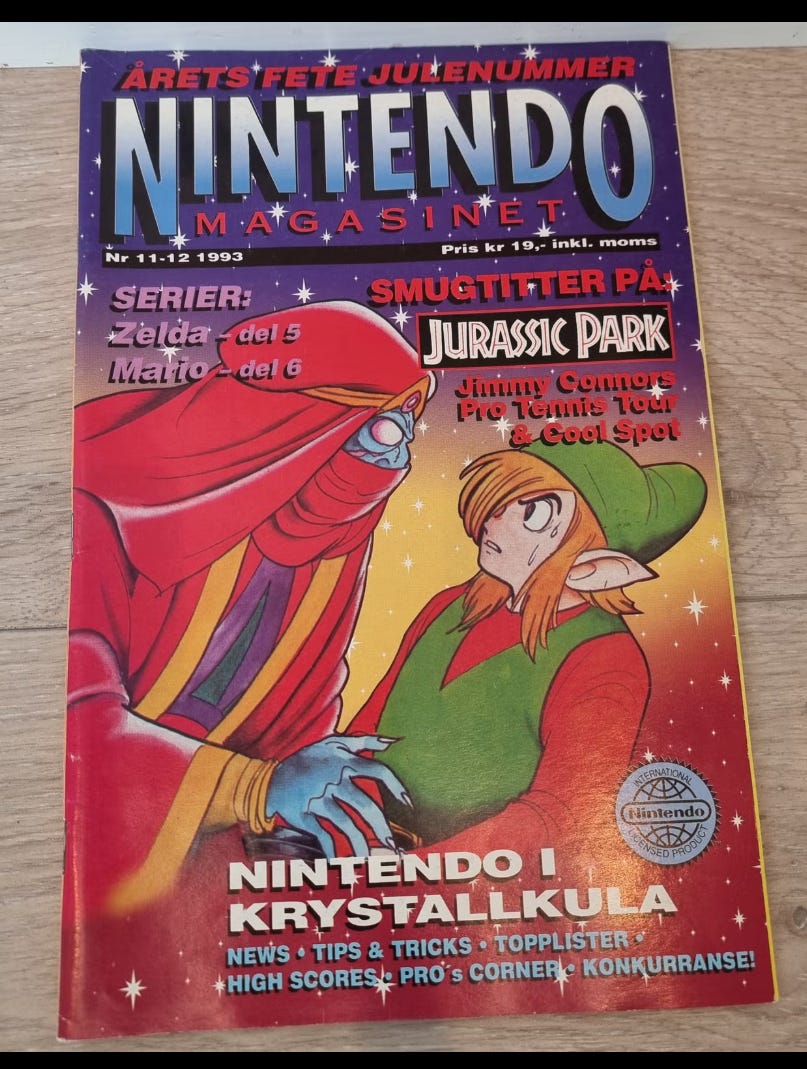 ÅRETS FETE JULENUMMER
NINTENDO
MAGASINET
Nr 11-12 1993
Pris kr 19,- inkl. moms
SERIER:
Zelda - del 5
Mario - del 6
SMUGTITTER PÅ:
JURASSIC PARK
Jimmy Connors
Pro Tennis Tour
& Cool Spot
INTERNATIONAL
Nintendo
LICENSED PRODUCT
NINTENDO I
KRYSTALLKULA
NEWS • TIPS & TRICKS • TOPPLISTER •
HIGH SCORES • PRO´s CORNER • KONKURRANSE!